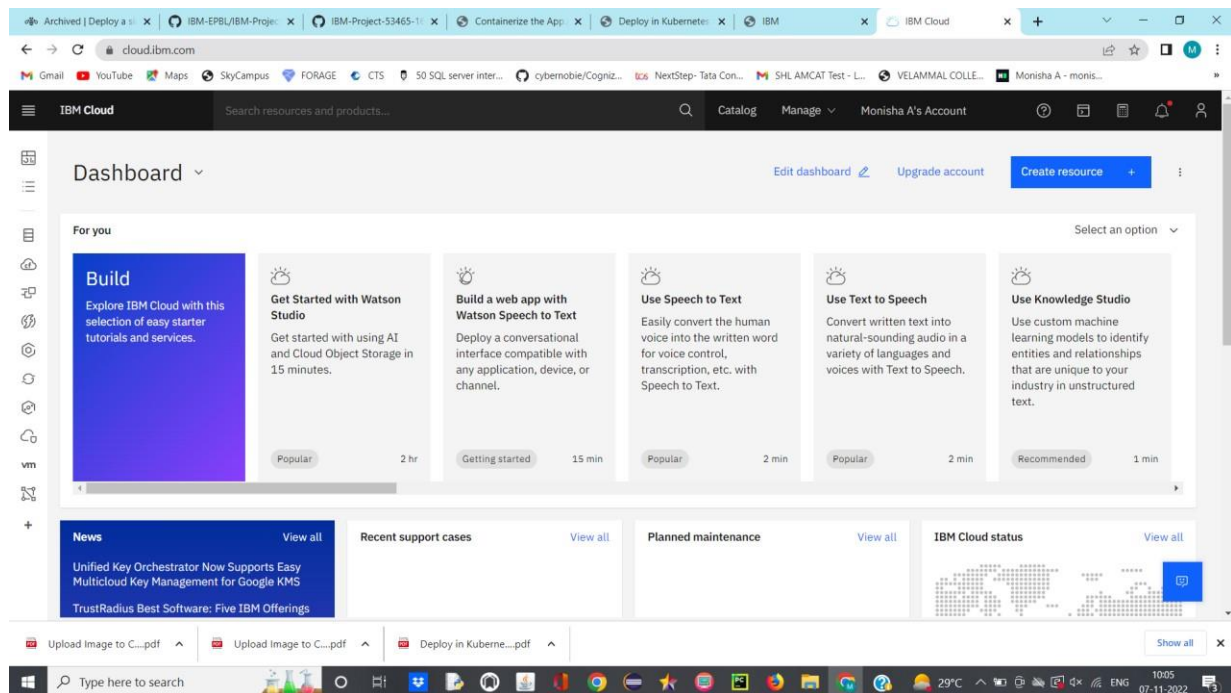 Archived | Deploy a si
IBM-EPBL/IBM-Projec
IBM-Project-53465-16
Containerize the App
Deploy in Kubernetes
IBM
IBM Cloud
cloud.ibm.com
M
Gmail
YouTube
Maps
SkyCampus
FORAGE
CTS
50 SQL server inter...
cybernobie/Cogniz...
NextStep- Tata Con...
SHL AMCAT Test - L...
VELAMMAL COLLE...
Monisha A - monis...
IBM Cloud
Search resources and products...
Catalog
Manage
Monisha A's Account
Dashboard
Edit dashboard
Upgrade account
Create resource +
For you
Select an option
Build
Explore IBM Cloud with this
selection of easy starter
tutorials and services.
Get Started with Watson
Studio
Get started with using AI
and Cloud Object Storage in
15 minutes.
Popular 2 hr
Build a web app with
Watson Speech to Text
Deploy a conversational
interface compatible with
any application, device, or
channel.
Getting started 15 min
Use Speech to Text
Easily convert the human
voice into the written word
for voice control,
transcription, etc. with
Speech to Text.
Popular 2 min
Use Text to Speech
Convert written text into
natural-sounding audio in a
variety of languages and
voices with Text to Speech.
Popular 2 min
Use Knowledge Studio
Use custom machine
learning models to identify
entities and relationships
that are unique to your
industry in unstructured
text.
Recommended 1 min
vm
News View all
Unified Key Orchestrator Now Supports Easy
Multicloud Key Management for Google KMS
TrustRadius Best Software: Five IBM Offerings
Recent support cases View all
Planned maintenance View all
IBM Cloud status View all
Upload Image to C....pdf
Upload Image to C....pdf
Deploy in Kuberne....pdf
Show all
Type here to search
29°C
ENG
10:05
07-11-2022